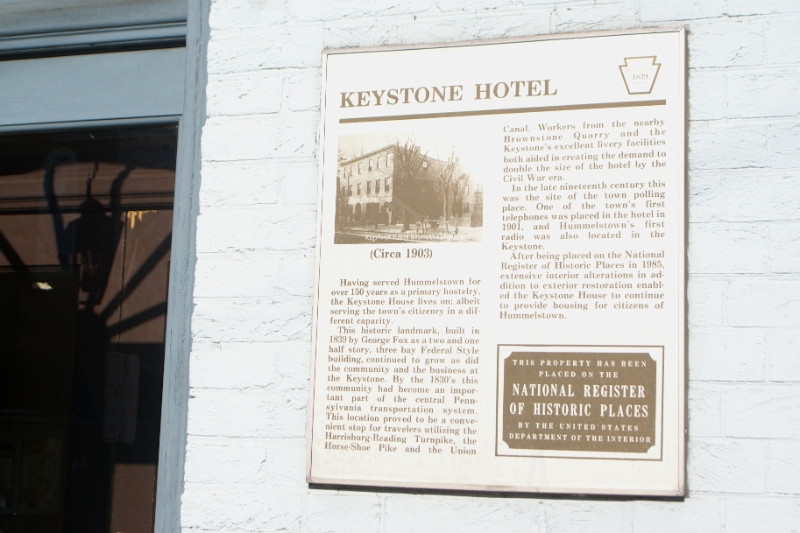 KEYSTONE HOTEL
1839
(Circa 1903)
Having served Hummelstown for
over 150 years as a primary hostelry,
the Keystone House lives on; albeit
serving the town's citizenry in a dif-
ferent capacity.
This historic landmark, built in
1839 by George Fox as a two and one
half story, three bay Federal Style
building, continued to grow as did
the community and the business at
the Keystone. By the 1830's this
community had become an impor-
tant part of the central Penn-
sylvania transportation system.
This location proved to be a conve-
nient stop for travelers utilizing the
Harrisburg-Reading Turnpike, the
Horse-Shoe Pike and the Union
Canal. Workers from the nearby
Brownstone Quarry and the
Keystone's excellent livery facilities
both aided in creating the demand to
double the size of the hotel by the
Civil War era.
In the late nineteenth century this
was the site of the town polling
place. One of the town's first
telephones was placed in the hotel in
1901, and Hummelstown's first
radio was also located in the
Keystone.
After being placed on the National
Register of Historic Places in 1985,
extensive interior alterations in ad-
dition to exterior restoration enabl-
ed the Keystone House to continue
to provide housing for citizens of
Hummelstown.
THIS PROPERTY HAS BEEN
PLACED ON THE
NATIONAL REGISTER
OF HISTORIC PLACES
BY THE UNITED STATES
DEPARTMENT OF THE INTERIOR